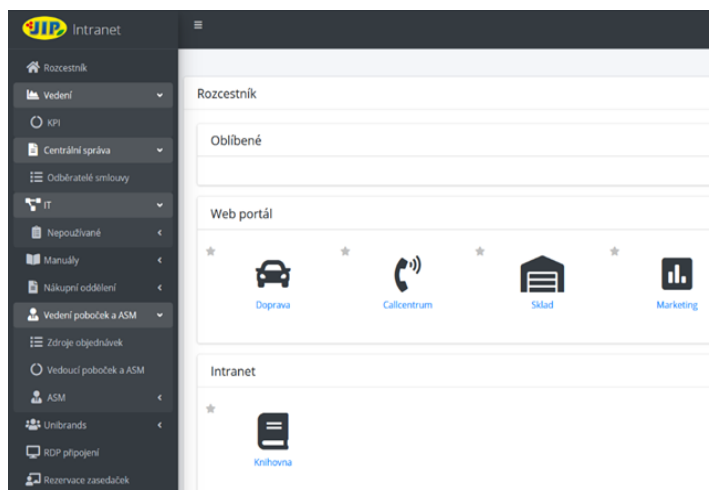 JIP Intranet
Rozcestník
Vedení
KPI
Centrální správa
Odběratelé smlouvy
IT
Nepoužívané
Manuály
Nákupní oddělení
Vedení poboček a ASM
Zdroje objednávek
Vedoucí poboček a ASM
ASM
Unibrands
RDP připojení
Rezervace zasedaček
Rozcestník
Oblíbené
Web portál
Doprava
Callcentrum
Sklad
Marketing
Intranet
Knihovna